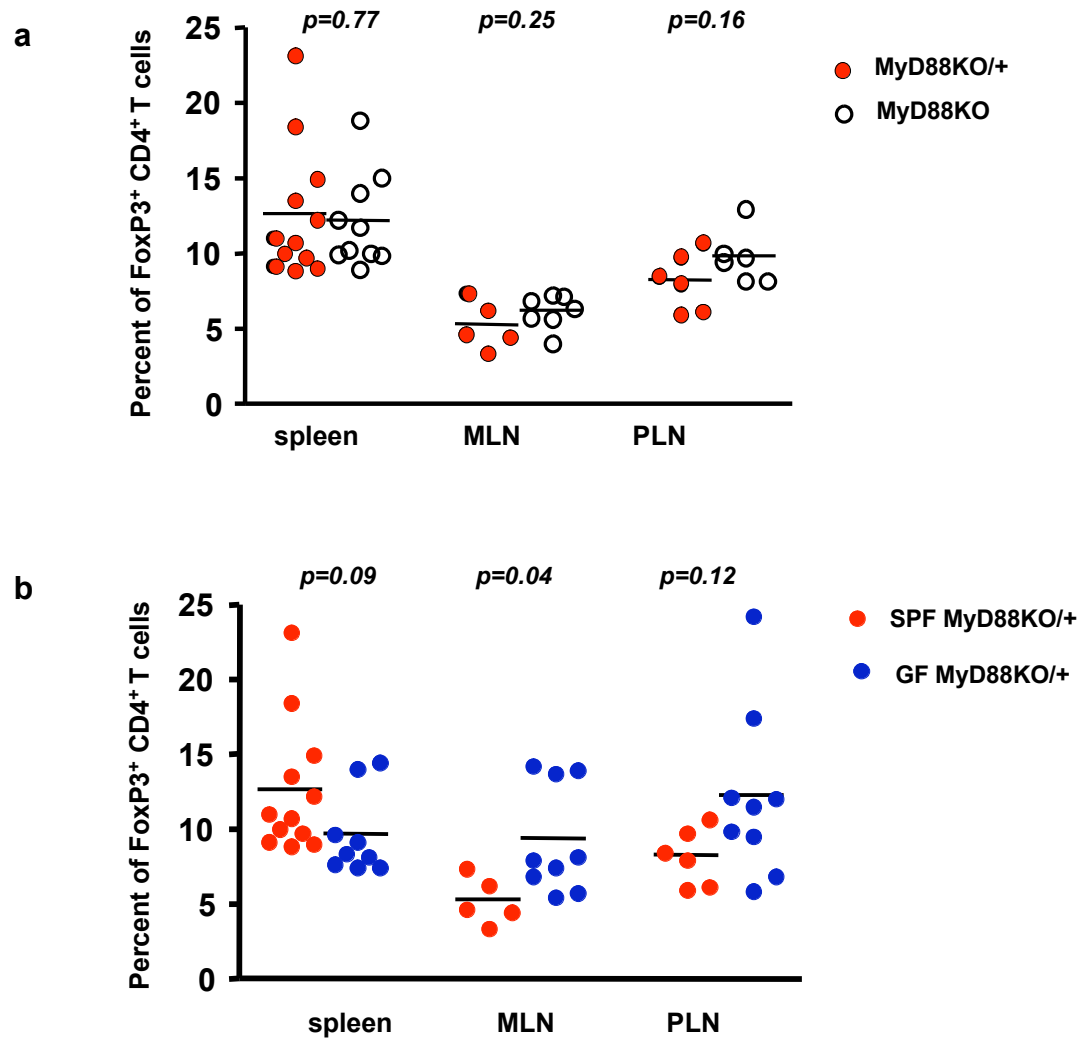 a
Percent of FoxP3⁺ CD4⁺ T cells
p=0.77 p=0.25 p=0.16
25
20
15
10
5
0
spleen MLN PLN
MyD88KO/+
MyD88KO
b
Percent of FoxP3⁺ CD4⁺ T cells
p=0.09 p=0.04 p=0.12
25
20
15
10
5
0
spleen MLN PLN
SPF MyD88KO/+
GF MyD88KO/+